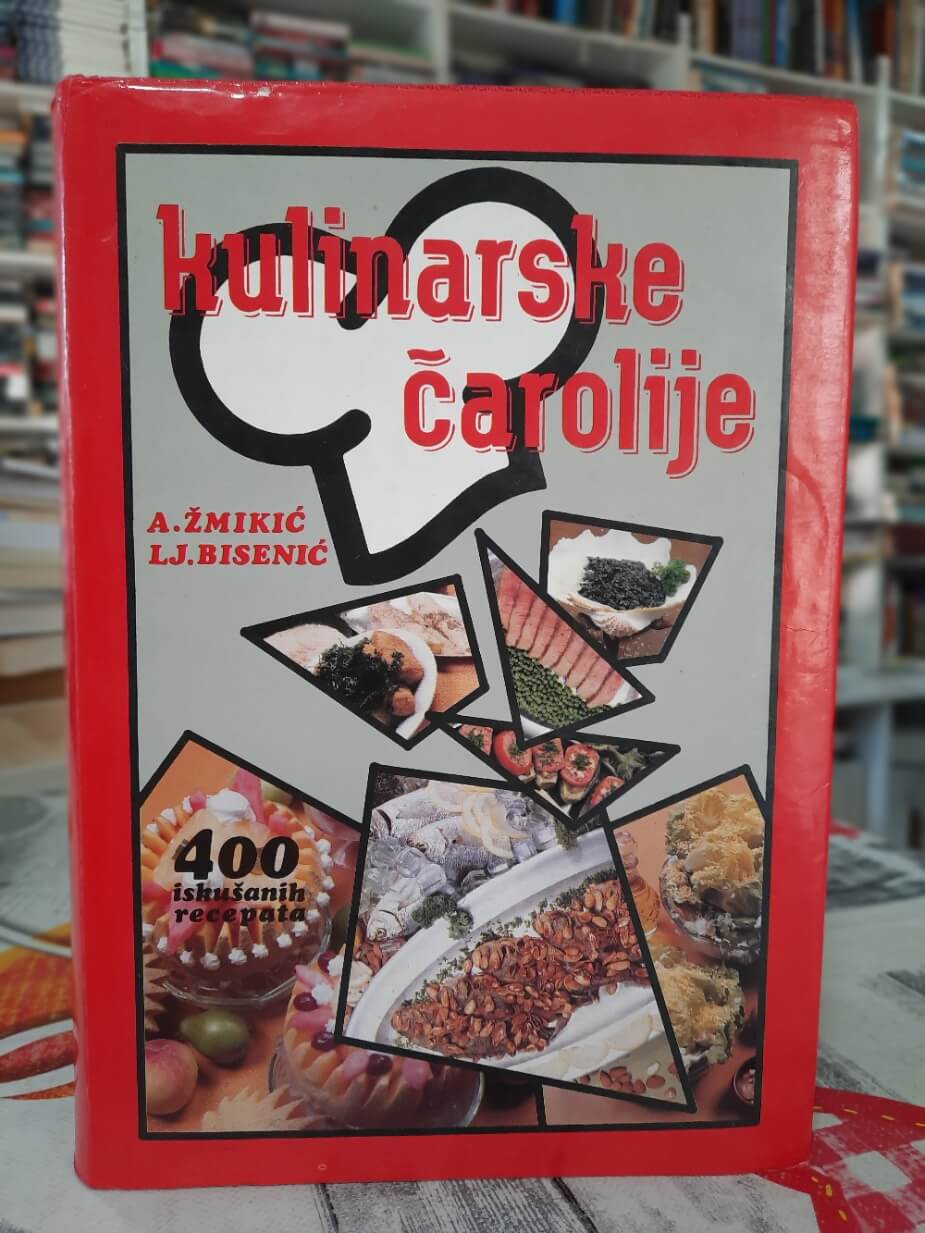 kulinarske
čarolije
A.ŽMIKIĆ
LJ.BISENIĆ
400
iskušanih
recepata